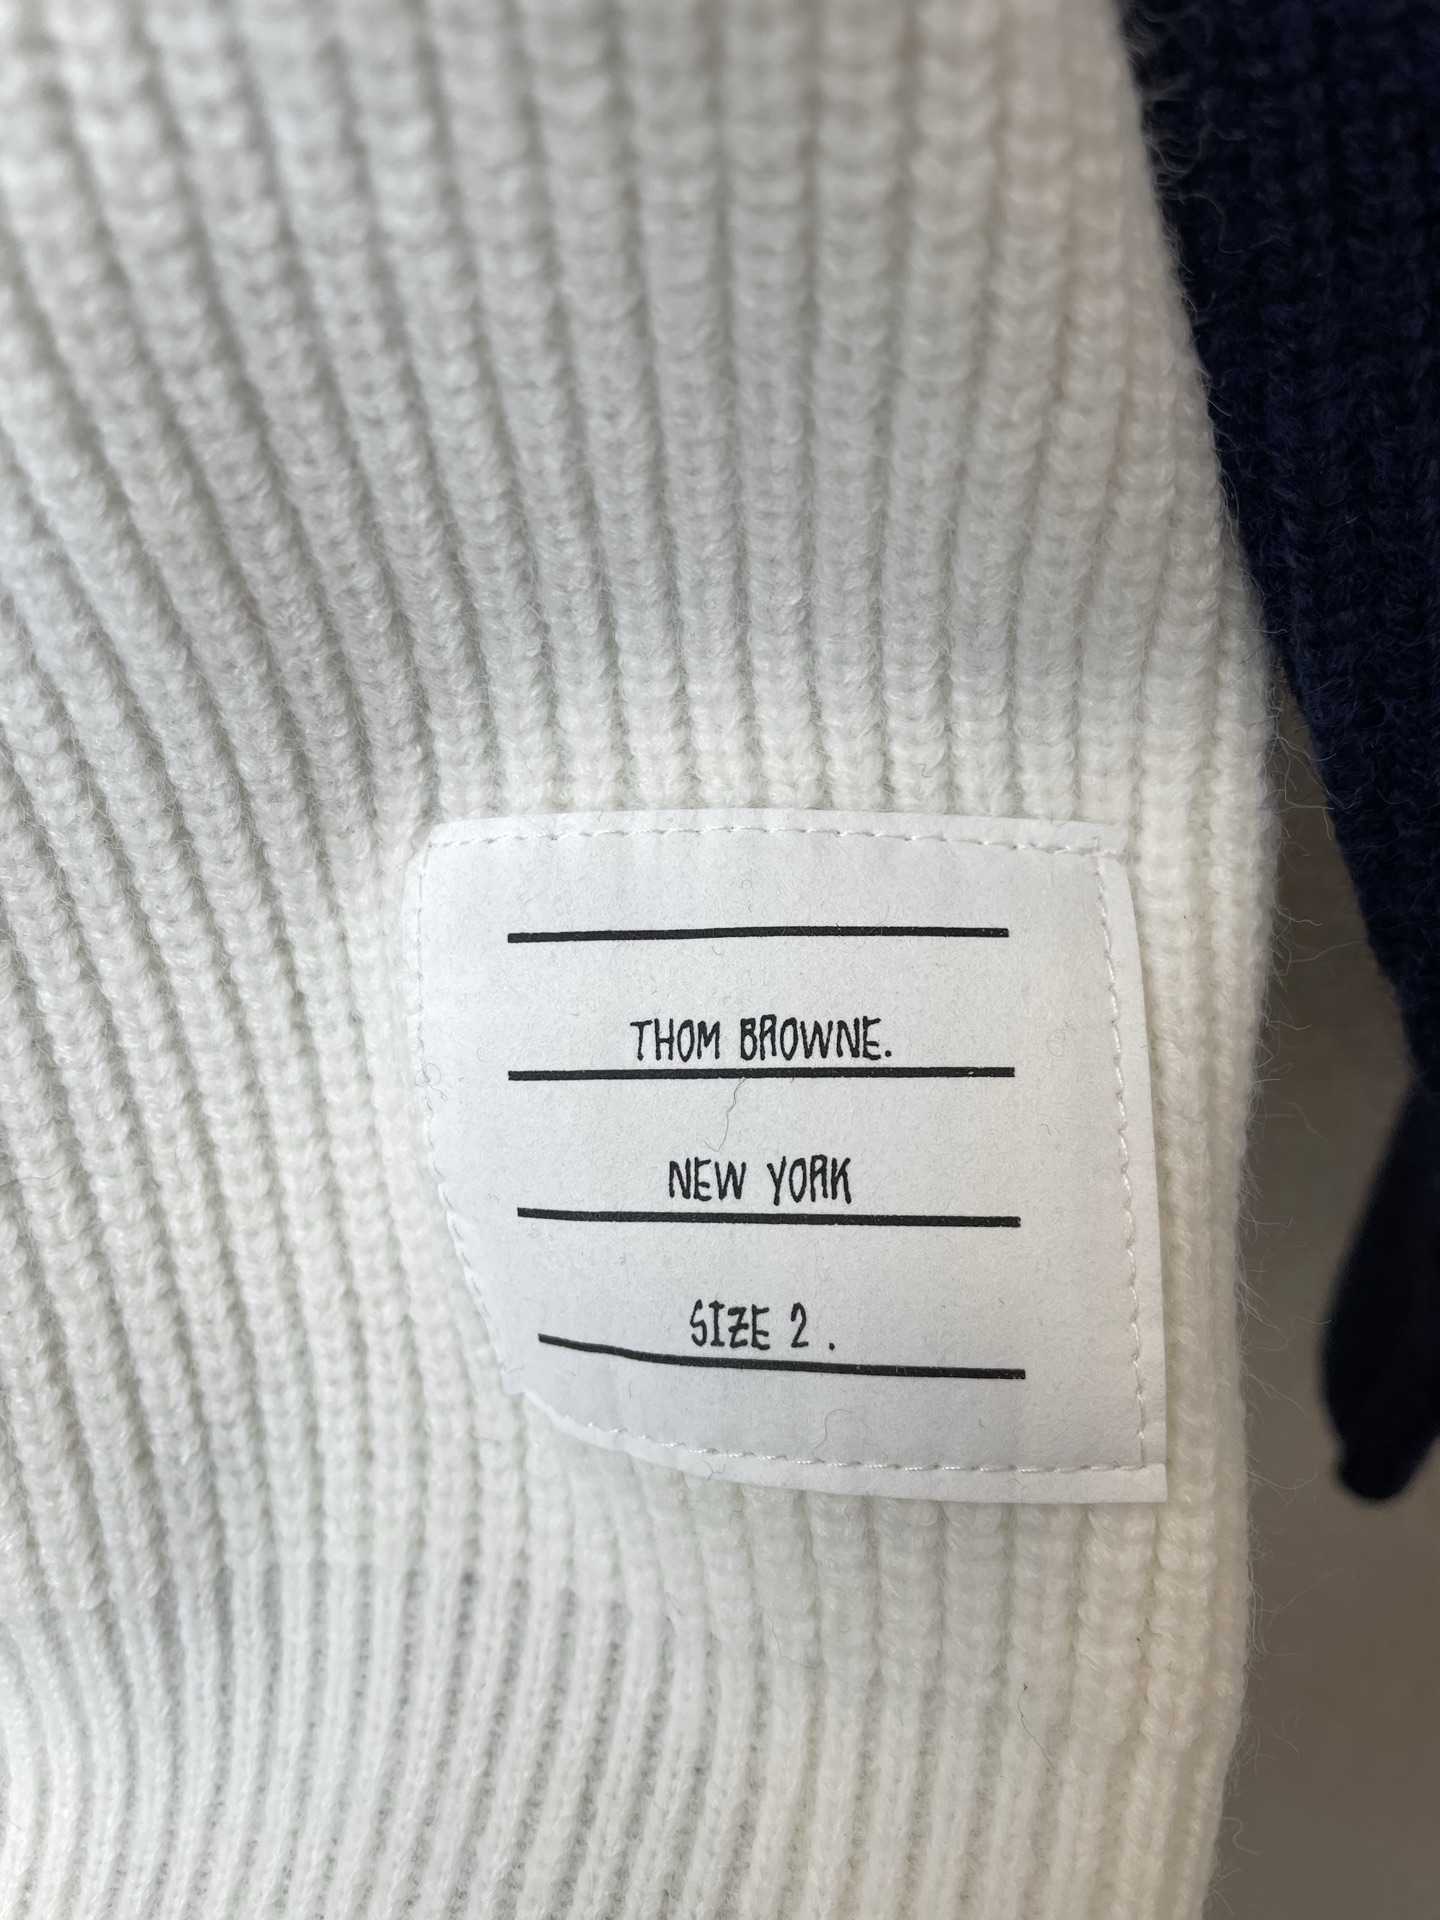 THOM BROWNE.
NEW YORK
SIZE 2.